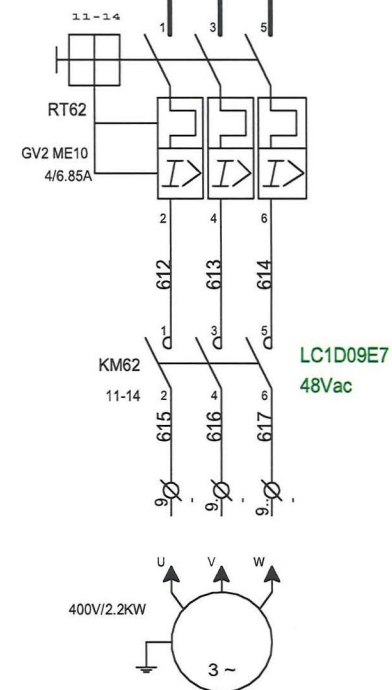 11-14
1 3 5
RT62
GV2 ME10
4/6.85A
I> I> I>
2 4 6
612 613 614
1 3 5
KM62
LC1D09E7
48Vac
11-14
2 4 6
615 616 617
9. 9. 9..
U V W
400V/2.2KW
3 ~